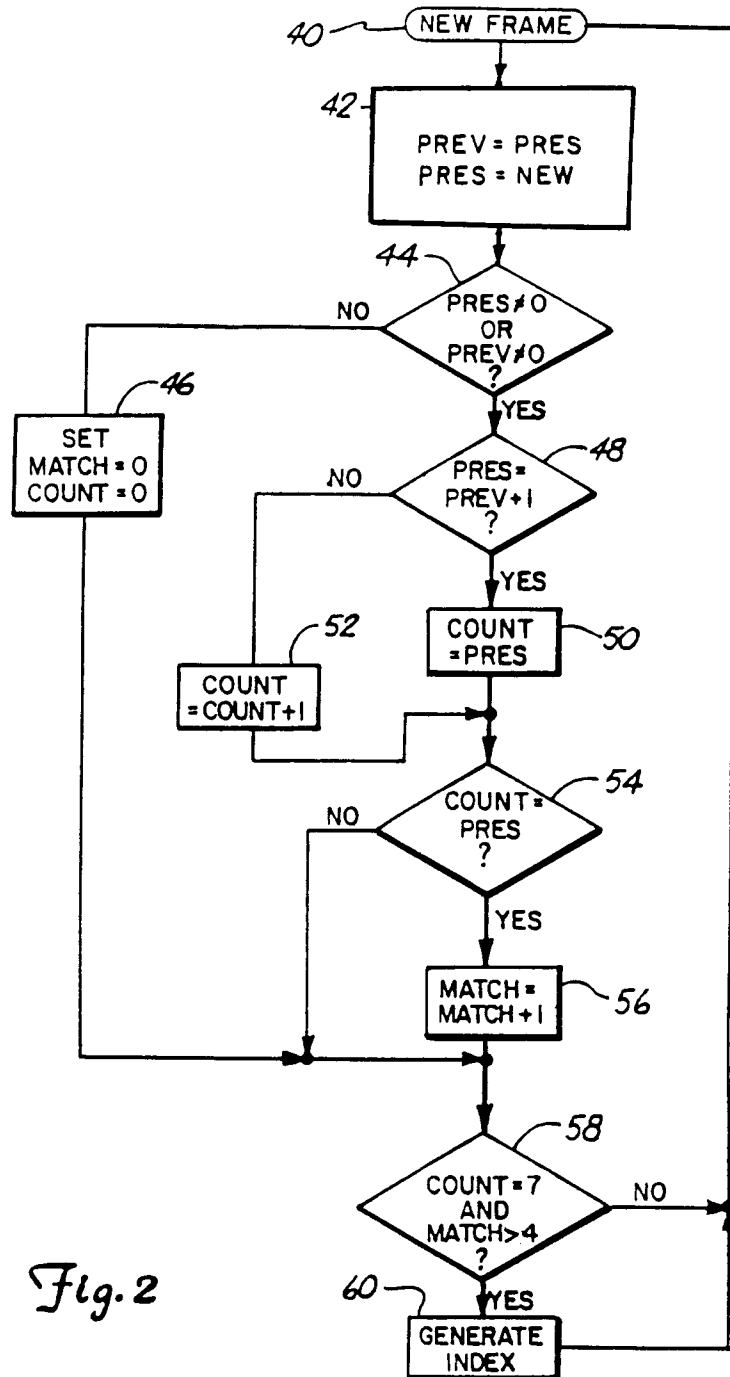 40
NEW FRAME
42
PREV = PRES
PRES = NEW
44
NO
PRES≠0
OR
PREV≠0
?
YES
46
SET
MATCH = 0
COUNT = 0
48
NO
PRES=
PREV+1
?
YES
50
COUNT
=PRES
52
COUNT
=COUNT+1
54
NO
COUNT=
PRES
?
YES
56
MATCH=
MATCH+1
58
COUNT=7
AND
MATCH>4
?
NO
YES
60
GENERATE
INDEX
Fig. 2